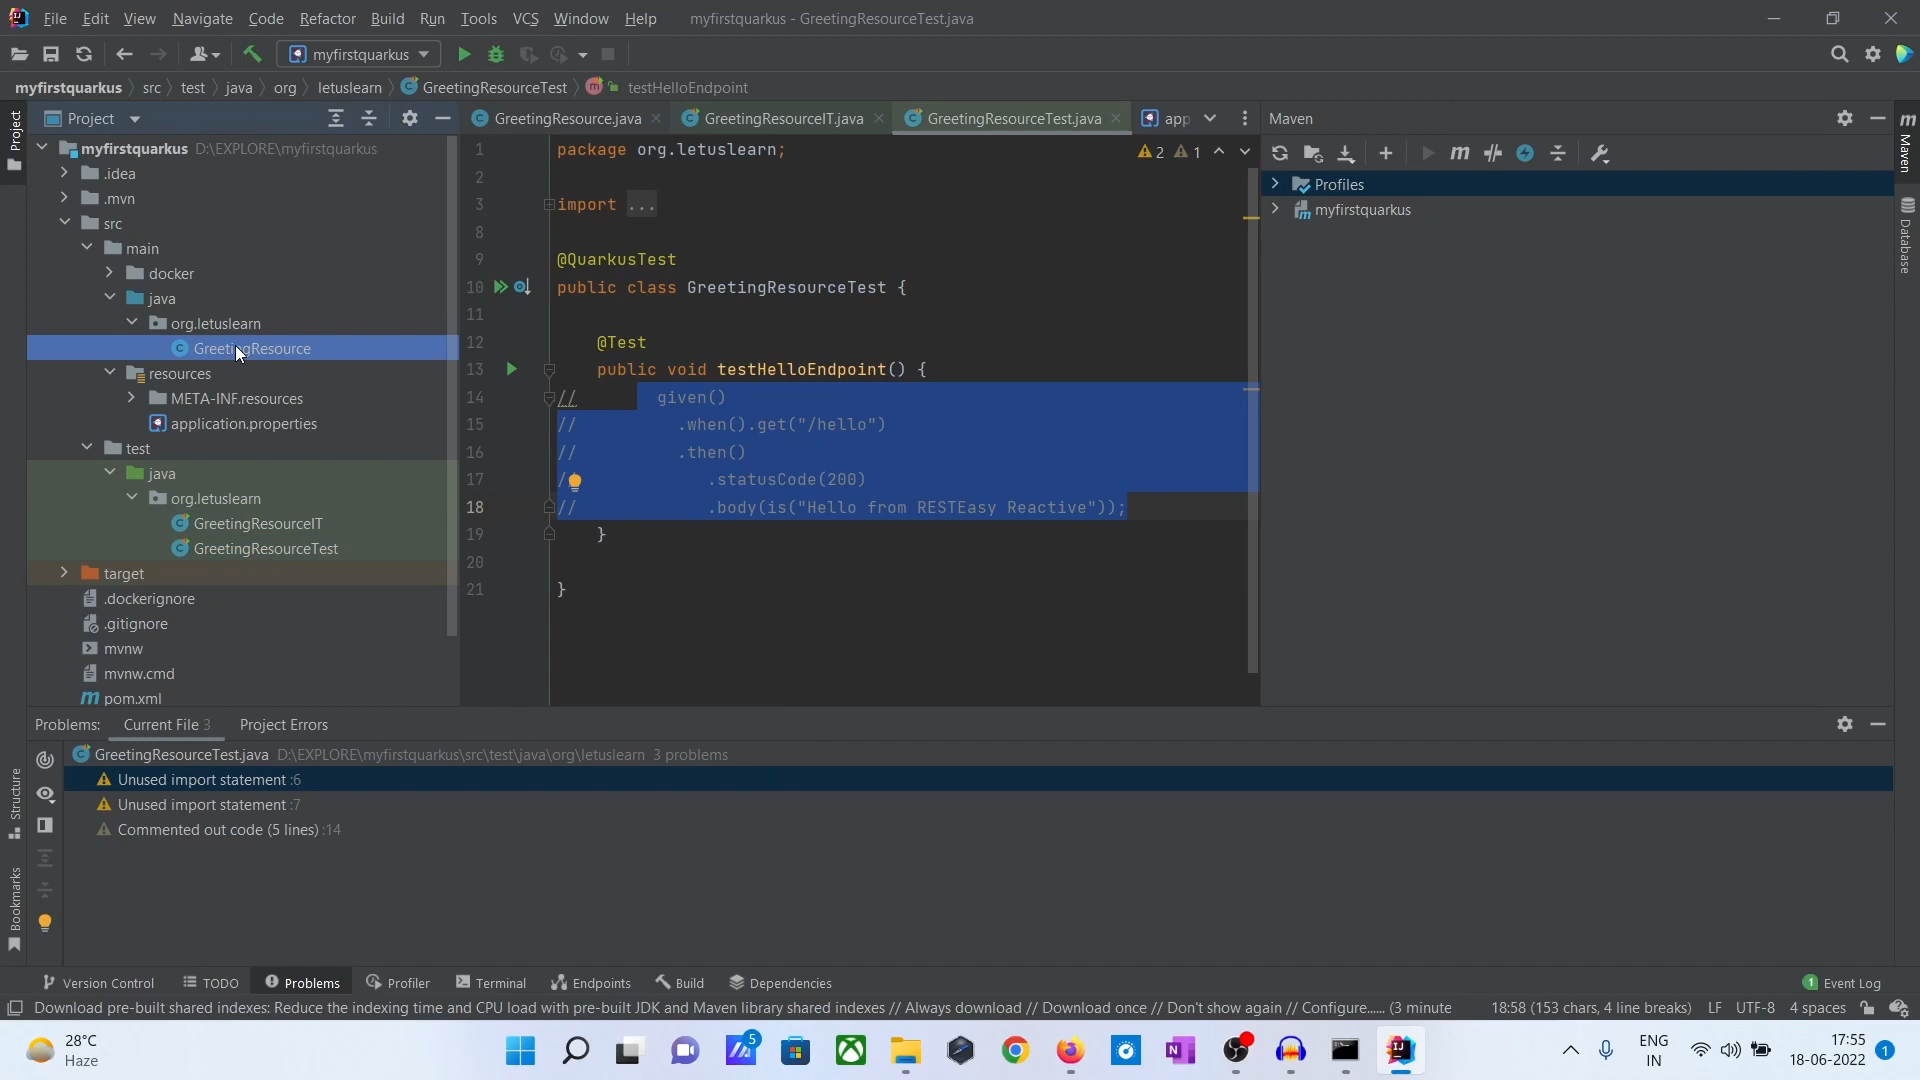 File Edit View Navigate Code Refactor Build Run Tools VCS Window Help myfirstquarkus - GreetingResourceTest.java
myfirstquarkus
myfirstquarkus src test java org letuslearn GreetingResourceTest testHelloEndpoint
Project
Project
myfirstquarkus D:\EXPLORE\myfirstquarkus
.idea
.mvn
src
main
docker
java
org.letuslearn
GreetingResource
resources
META-INF.resources
application.properties
test
java
org.letuslearn
GreetingResourceIT
GreetingResourceTest
target
.dockerignore
.gitignore
mvnw
mvnw.cmd
pom.xml
GreetingResource.java GreetingResourceIT.java GreetingResourceTest.java app
2 1
1 package org.letuslearn;
2
3 import ...
8
9 @QuarkusTest
10 public class GreetingResourceTest {
11
12 @Test
13 public void testHelloEndpoint() {
14 // given()
15 // .when().get("/hello")
16 // .then()
17 / .statusCode(200)
18 // .body(is("Hello from RESTEasy Reactive"));
19 }
20
21 }
Maven
Profiles
myfirstquarkus
Maven
Database
Problems: Current File 3 Project Errors
GreetingResourceTest.java D:\EXPLORE\myfirstquarkus\src\test\java\org\letuslearn 3 problems
Unused import statement :6
Unused import statement :7
Commented out code (5 lines) :14
Structure
Bookmarks
Version Control TODO Problems Profiler Terminal Endpoints Build Dependencies 1 Event Log
Download pre-built shared indexes: Reduce the indexing time and CPU load with pre-built JDK and Maven library shared indexes // Always download // Download once // Don't show again // Configure...... (3 minute 18:58 (153 chars, 4 line breaks) LF UTF-8 4 spaces
28°C
Haze
5
ENG
IN
17:55
18-06-2022
1